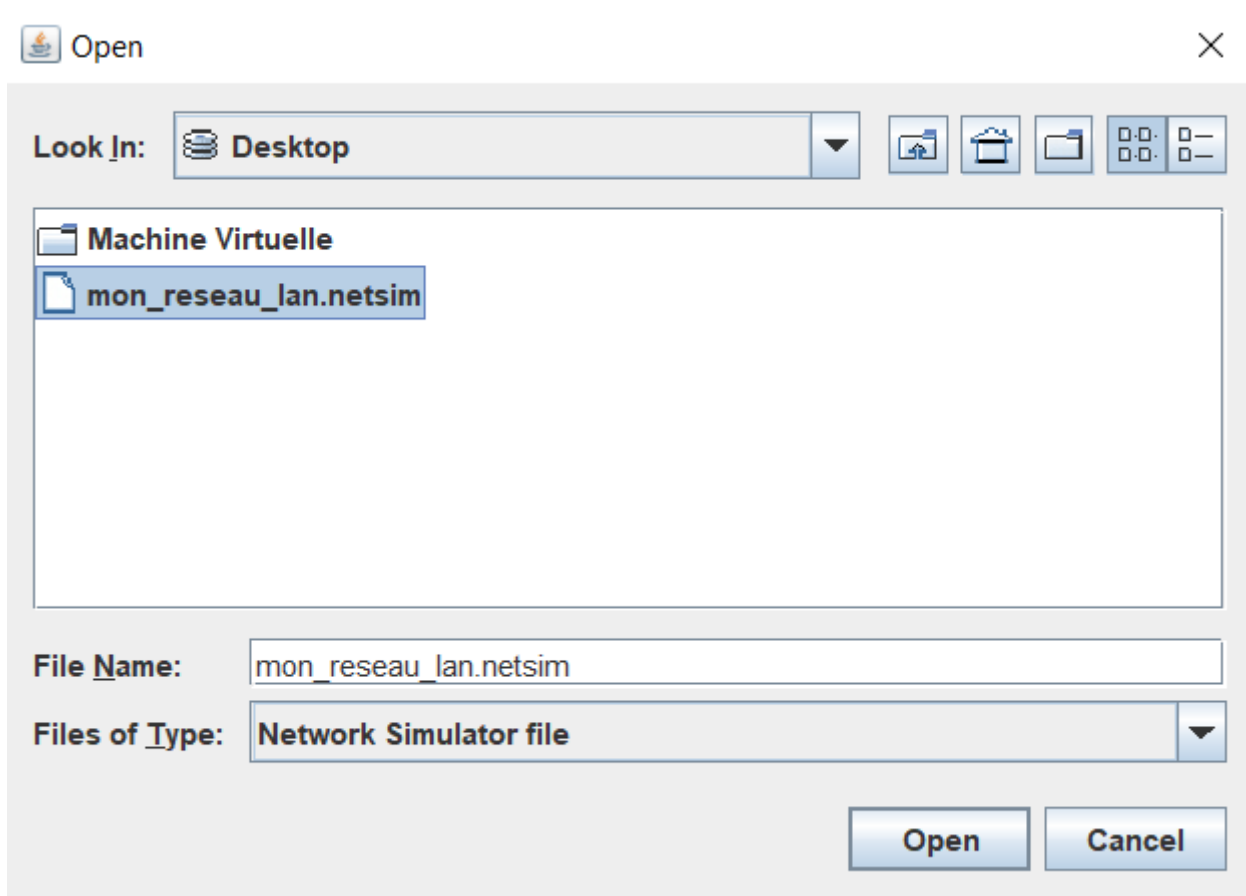 Open
Look In: Desktop
Machine Virtuelle
mon_reseau_lan.netsim
File Name: mon_reseau_lan.netsim
Files of Type: Network Simulator file
Open Cancel